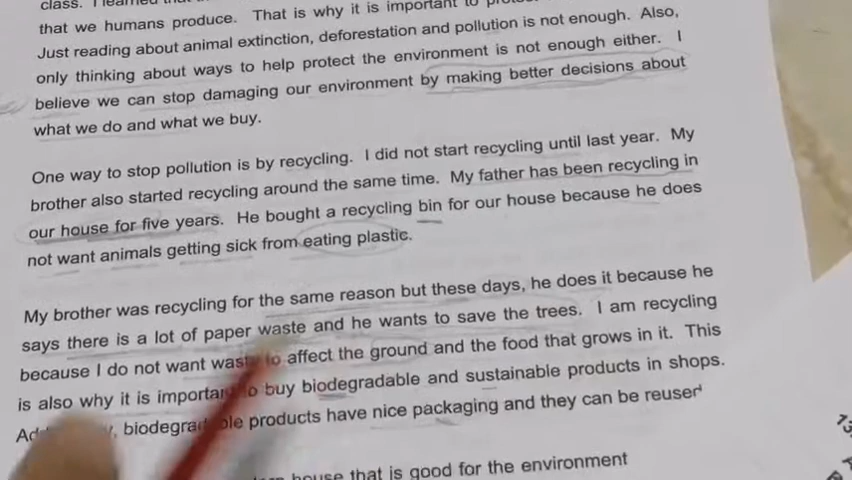 class. I learned that
that we humans produce. That is why it is important to
Just reading about animal extinction, deforestation and pollution is not enough. Also,
only thinking about ways to help protect the environment is not enough either. I
believe we can stop damaging our environment by making better decisions about
what we do and what we buy.
One way to stop pollution is by recycling. I did not start recycling until last year. My
brother also started recycling around the same time. My father has been recycling in
our house for five years. He bought a recycling bin for our house because he does
not want animals getting sick from eating plastic.
My brother was recycling for the same reason but these days, he does it because he
says there is a lot of paper waste and he wants to save the trees. I am recycling
because I do not want waste to affect the ground and the food that grows in it. This
is also why it is important to buy biodegradable and sustainable products in shops.
biodegradable products have nice packaging and they can be reused
house that is good for the environment
13